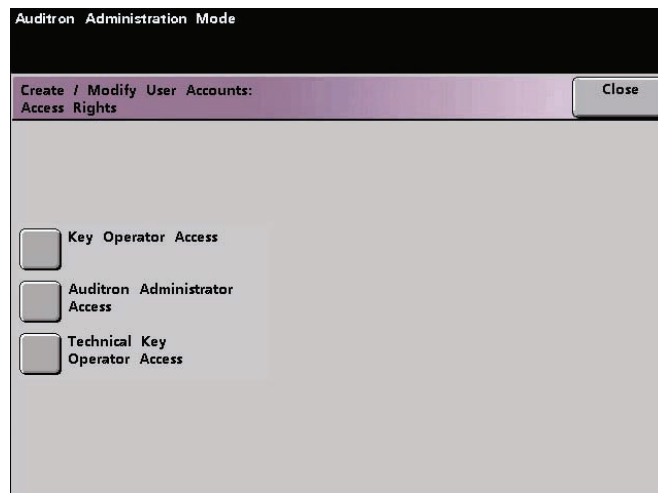 Auditron Administration Mode
Create / Modify User Accounts:
Access Rights
Close
Key Operator Access
Auditron Administrator
Access
Technical Key
Operator Access